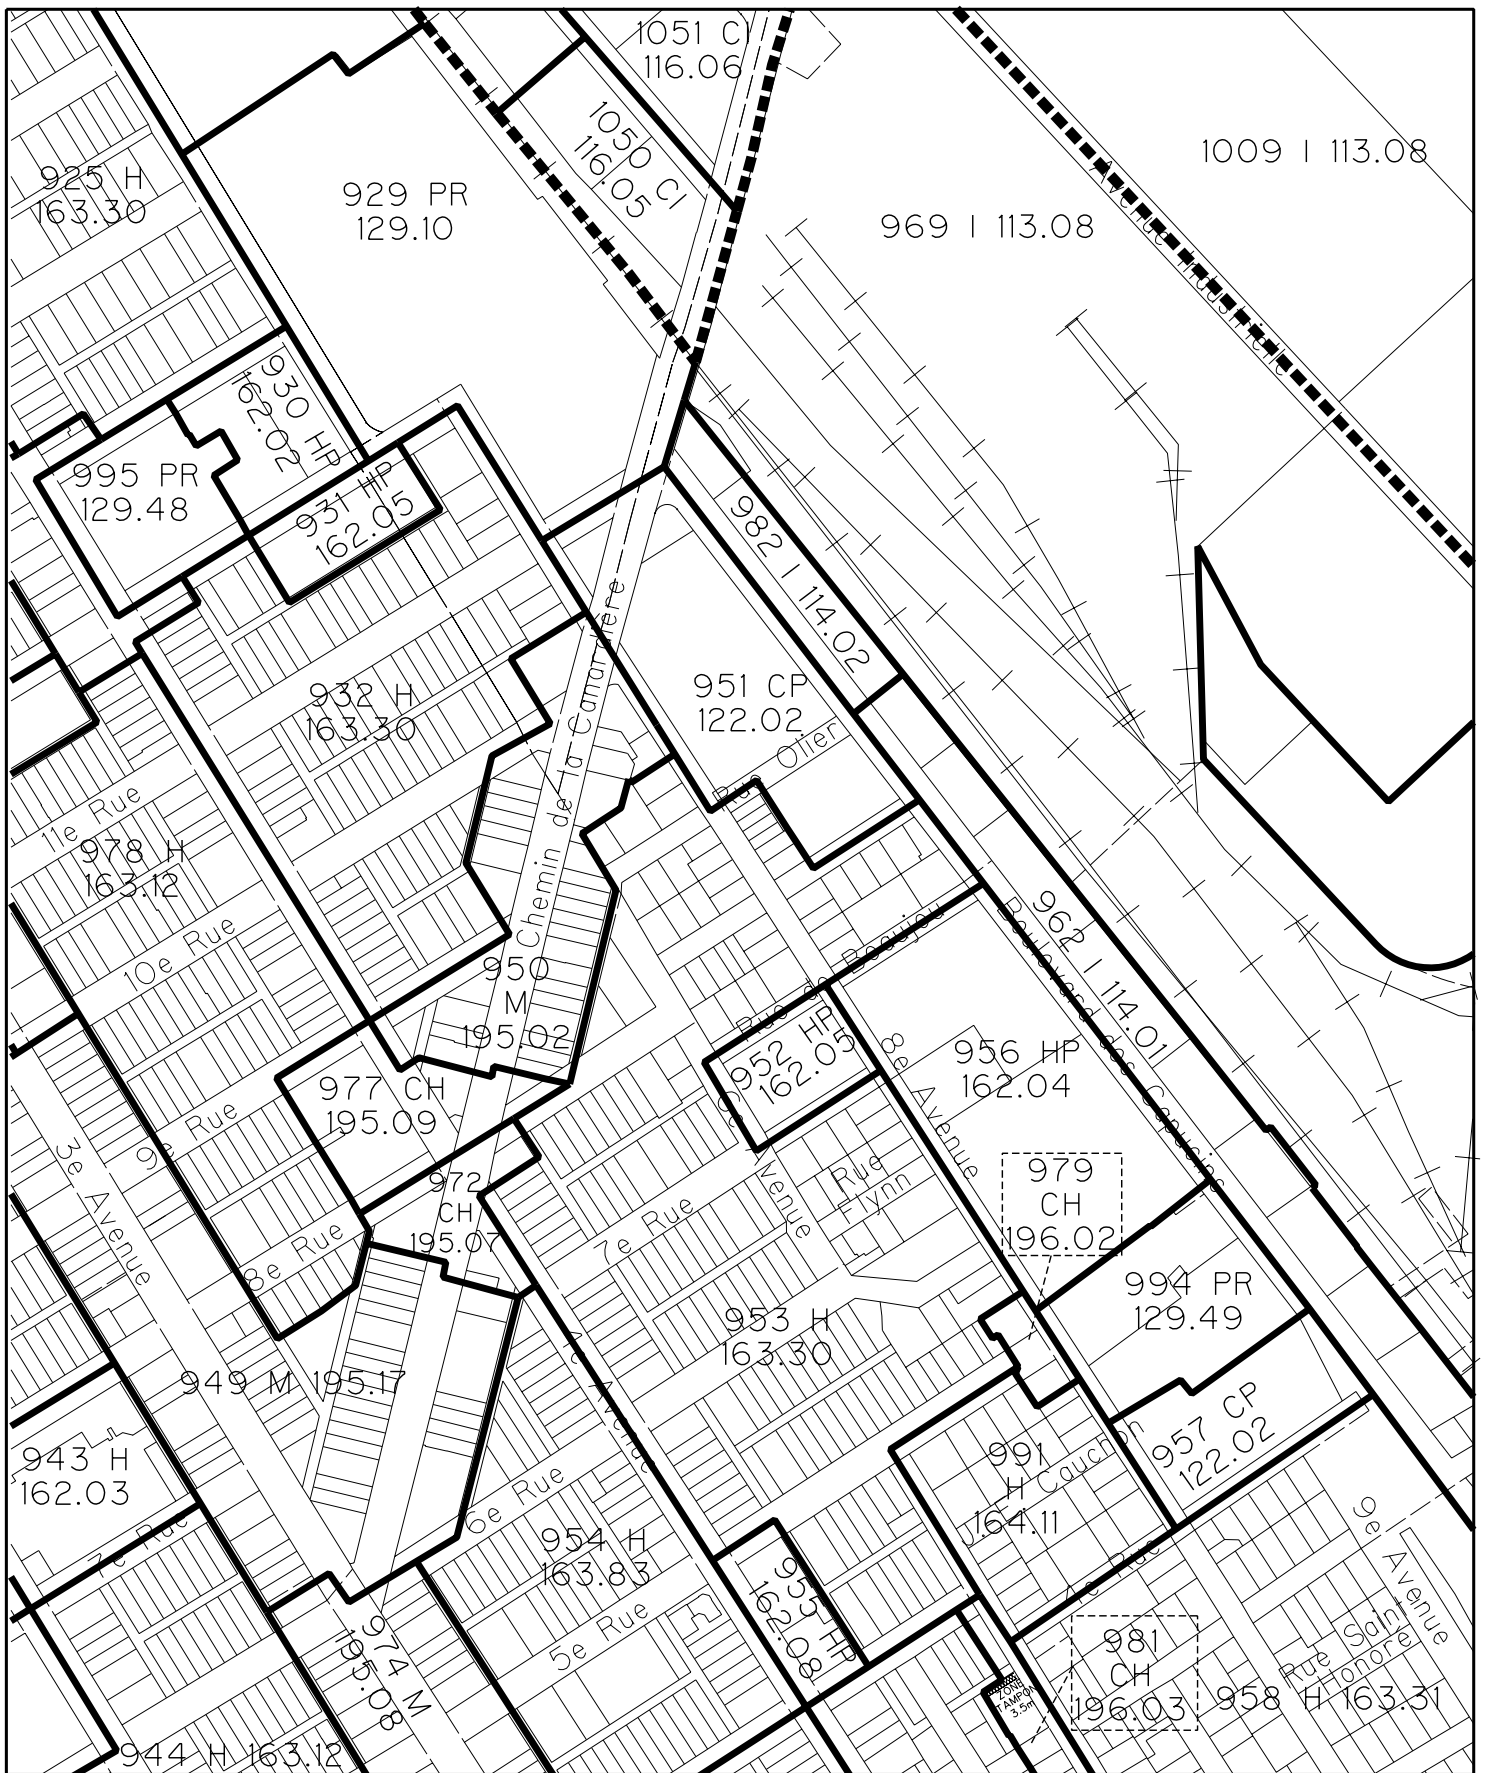 1051 CI
116.06
1050 CI
116.05
1009 I 113.08
925 H
163.30
929 PR
129.10
969 I 113.08
Avenue Industrielle
930 HP
162.02
995 PR
129.48
931 HP
162.05
982 I 114.02
932 H
163.30
951 CP
122.02
Rue Olier
Chemin de la Canardière
11e Rue
978 H
163.12
10e Rue
950
M
195.02
962 I 114.01
Boulevard des Capucins
Rue de Beaujeu
952 HP
162.05
8e Avenue
956 HP
162.04
977 CH
195.09
9e Rue
3e Avenue
972
CH
195.07
8e Rue
7e Rue
Rue
Flynn
Avenue
979
CH
196.02
994 PR
129.49
953 H
163.30
949 M 195.17
Avenue
943 H
162.03
7e Rue
6e Rue
954 H
163.83
5e Rue
955 HP
162.08
991
H
164.11
Cauchon
957 CP
122.02
9e Avenue
974 M
195.08
981
CH
196.03
ZONE
TAMPON
3.5m
Rue Saint
Honoré
958 H 163.31
944 H 163.12